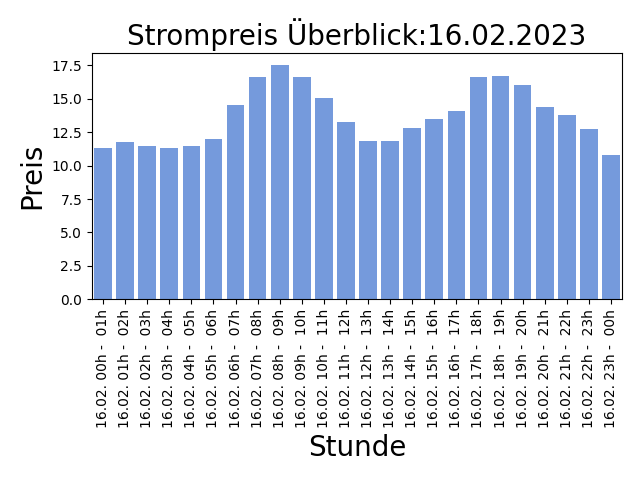 Strompreis Überblick:16.02.2023
Preis
17.5
15.0
12.5
10.0
7.5
5.0
2.5
0.0
16.02. 00h - 01h
16.02. 01h - 02h
16.02. 02h - 03h
16.02. 03h - 04h
16.02. 04h - 05h
16.02. 05h - 06h
16.02. 06h - 07h
16.02. 07h - 08h
16.02. 08h - 09h
16.02. 09h - 10h
16.02. 10h - 11h
16.02. 11h - 12h
16.02. 12h - 13h
16.02. 13h - 14h
16.02. 14h - 15h
16.02. 15h - 16h
16.02. 16h - 17h
16.02. 17h - 18h
16.02. 18h - 19h
16.02. 19h - 20h
16.02. 20h - 21h
16.02. 21h - 22h
16.02. 22h - 23h
16.02. 23h - 00h
Stunde